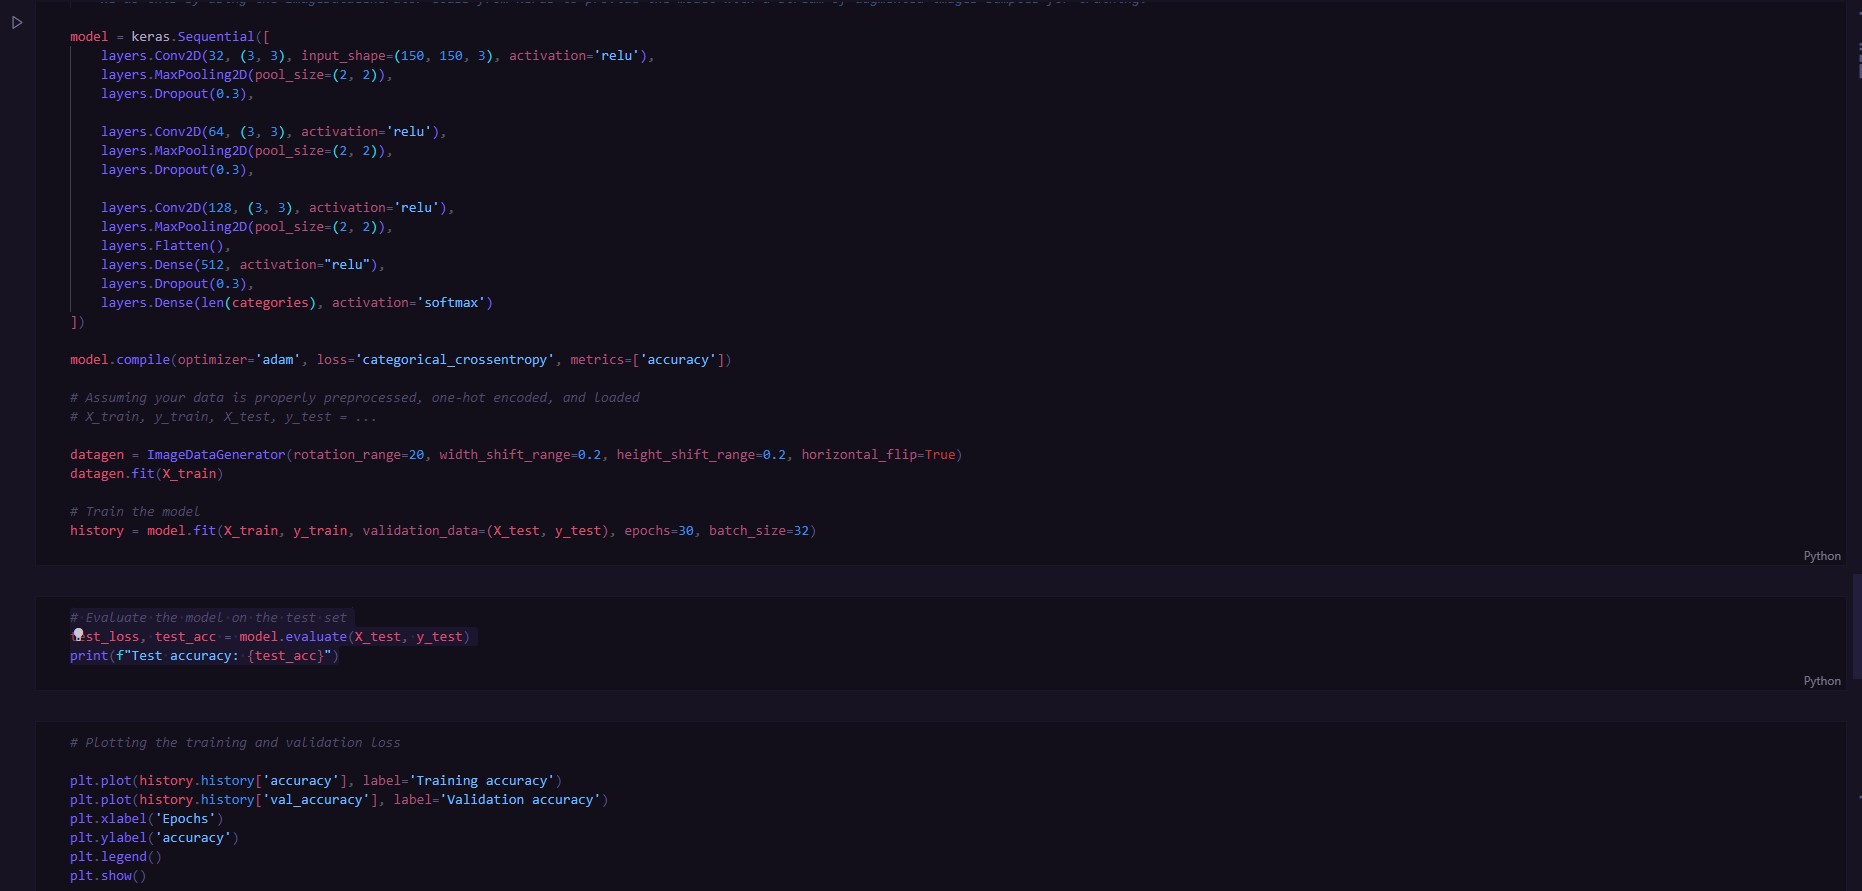 model = keras.Sequential([
    layers.Conv2D(32, (3, 3), input_shape=(150, 150, 3), activation='relu'),
    layers.MaxPooling2D(pool_size=(2, 2)),
    layers.Dropout(0.3),
    layers.Conv2D(64, (3, 3), activation='relu'),
    layers.MaxPooling2D(pool_size=(2, 2)),
    layers.Dropout(0.3),
    layers.Conv2D(128, (3, 3), activation='relu'),
    layers.MaxPooling2D(pool_size=(2, 2)),
    layers.Flatten(),
    layers.Dense(512, activation="relu"),
    layers.Dropout(0.3),
    layers.Dense(len(categories), activation='softmax')
])
model.compile(optimizer='adam', loss='categorical_crossentropy', metrics=['accuracy'])
# Assuming your data is properly preprocessed, one-hot encoded, and loaded
# X_train, y_train, X_test, y_test = ...
datagen = ImageDataGenerator(rotation_range=20, width_shift_range=0.2, height_shift_range=0.2, horizontal_flip=True)
datagen.fit(X_train)
# Train the model
history = model.fit(X_train, y_train, validation_data=(X_test, y_test), epochs=30, batch_size=32)
Python
# Evaluate the model on the test set
test_loss, test_acc = model.evaluate(X_test, y_test)
print(f"Test accuracy: {test_acc}")
Python
# Plotting the training and validation loss
plt.plot(history.history['accuracy'], label='Training accuracy')
plt.plot(history.history['val_accuracy'], label='Validation accuracy')
plt.xlabel('Epochs')
plt.ylabel('accuracy')
plt.legend()
plt.show()